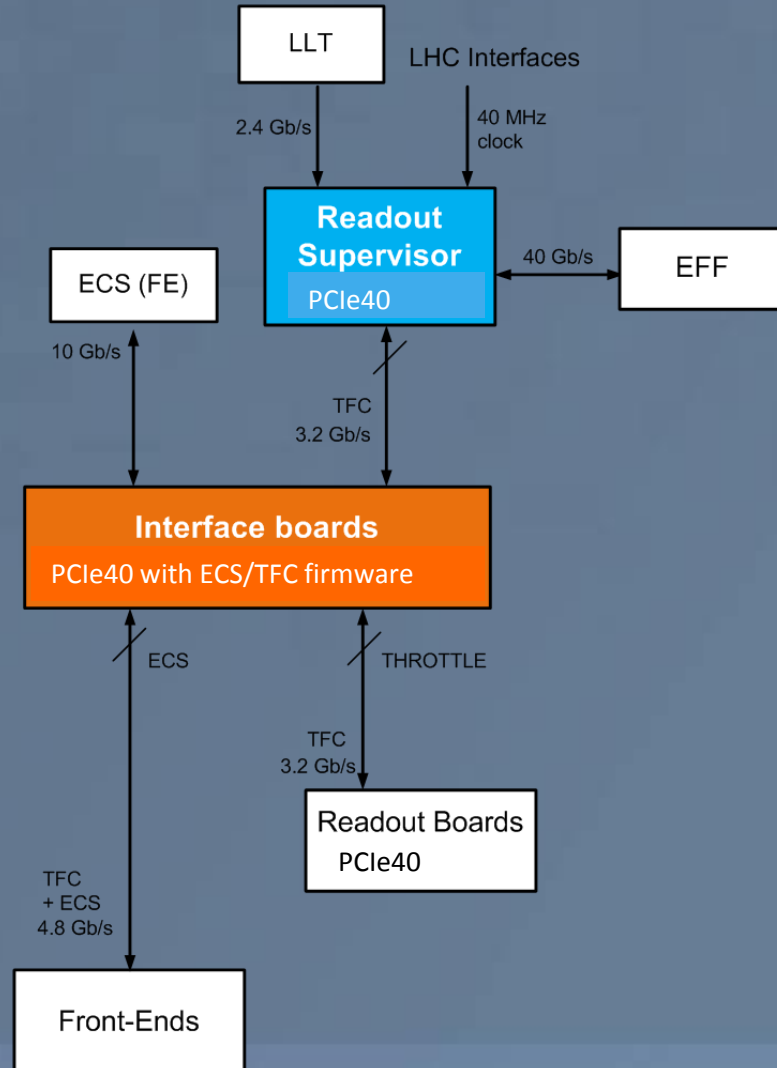 LLT
LHC Interfaces
2.4 Gb/s
40 MHz
clock
Readout
Supervisor
PCIe40
40 Gb/s
EFF
ECS (FE)
10 Gb/s
TFC
3.2 Gb/s
Interface boards
PCIe40 with ECS/TFC firmware
ECS
THROTTLE
TFC
3.2 Gb/s
Readout Boards
PCIe40
TFC
+ ECS
4.8 Gb/s
Front-Ends